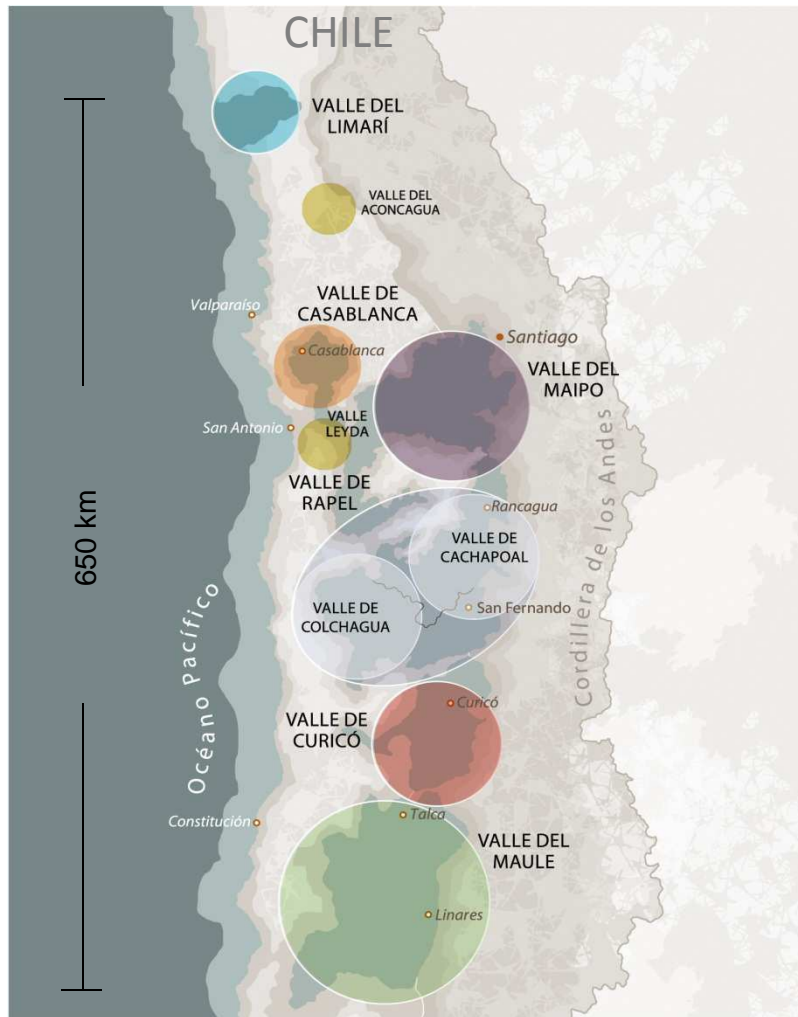 CHILE
VALLE DEL
LIMARÍ
VALLE DEL
ACONCAGUA
VALLE DE
CASABLANCA
Valparaíso
Santiago
Casablanca
VALLE DEL
MAIPO
VALLE
LEYDA
San Antonio
VALLE DE
RAPEL
650 km
Rancagua
VALLE DE
CACHAPOAL
San Fernando
VALLE DE
COLCHAGUA
Cordillera de los Andes
Océano Pacífico
Curicó
VALLE DE
CURICÓ
Constitución
Talca
VALLE DEL
MAULE
Linares